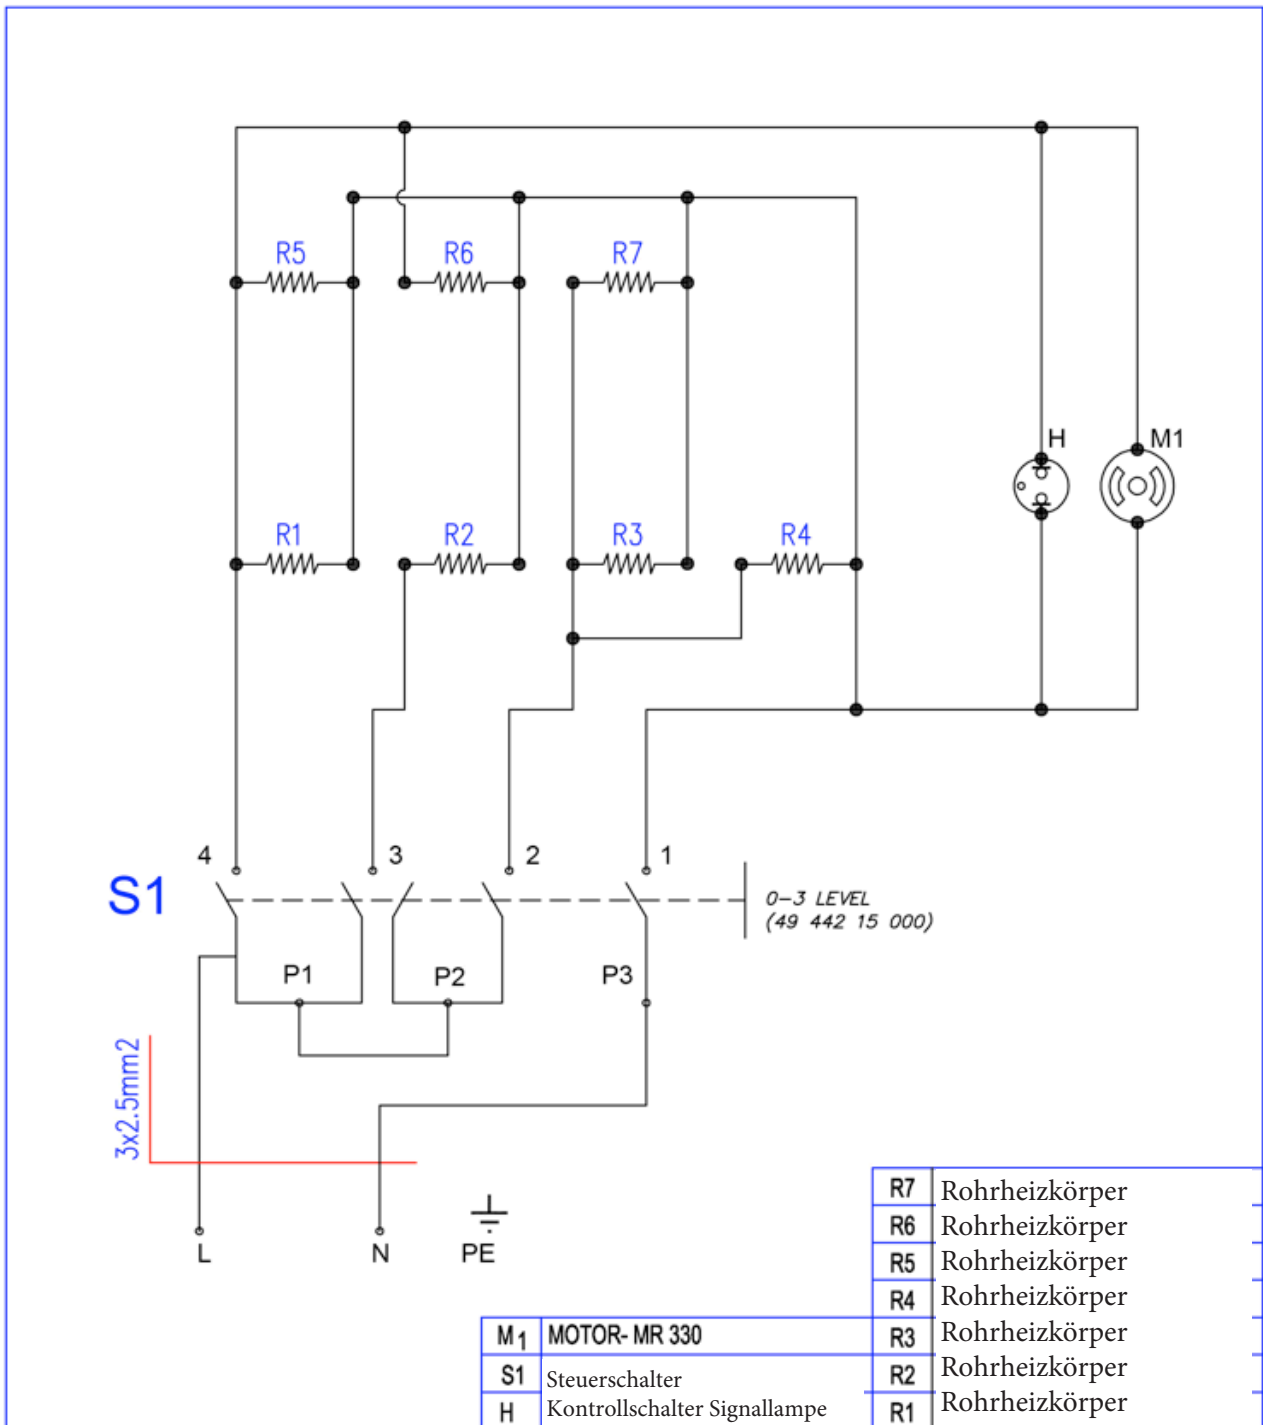 R5
R6
R7
H
M1
R1
R2
R3
R4
4
3
2
1
S1
0-3 LEVEL
(49 442 15 000)
P1
P2
P3
3x2.5mm2
L
N
PE
R7 Rohrheizkörper
R6 Rohrheizkörper
R5 Rohrheizkörper
R4 Rohrheizkörper
M1 MOTOR- MR 330
R3 Rohrheizkörper
S1 Steuerschalter
R2 Rohrheizkörper
H Kontrollschalter Signallampe
R1 Rohrheizkörper